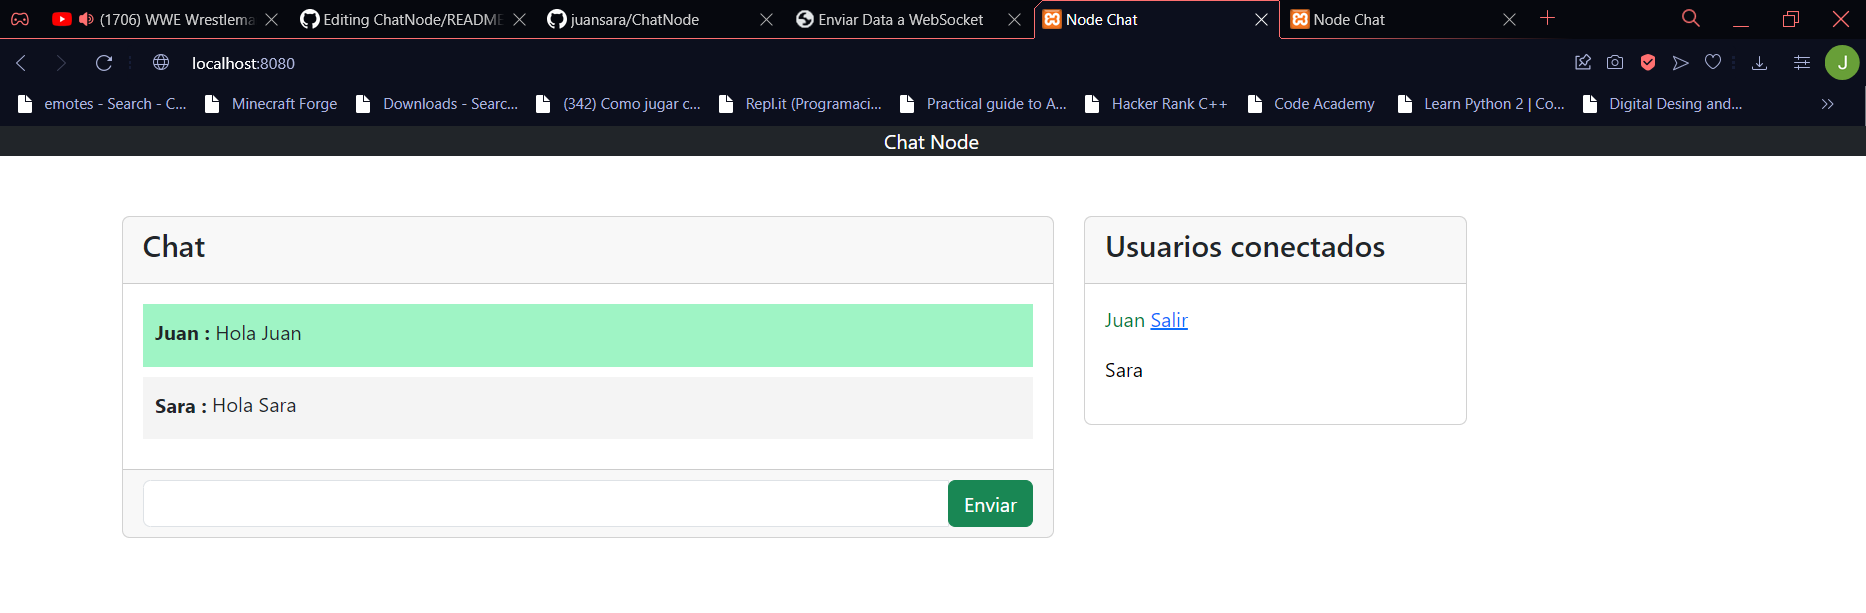 (1706) WWE Wrestlema
Editing ChatNode/README
juansara/ChatNode
Enviar Data a WebSocket
Node Chat
Node Chat
localhost:8080
J
emotes - Search - C...
Minecraft Forge
Downloads - Searc...
(342) Como jugar c...
Repl.it (Programaci...
Practical guide to A...
Hacker Rank C++
Code Academy
Learn Python 2 | Co...
Digital Desing and...
Chat Node
Chat
Juan : Hola Juan
Sara : Hola Sara
Enviar
Usuarios conectados
Juan Salir
Sara